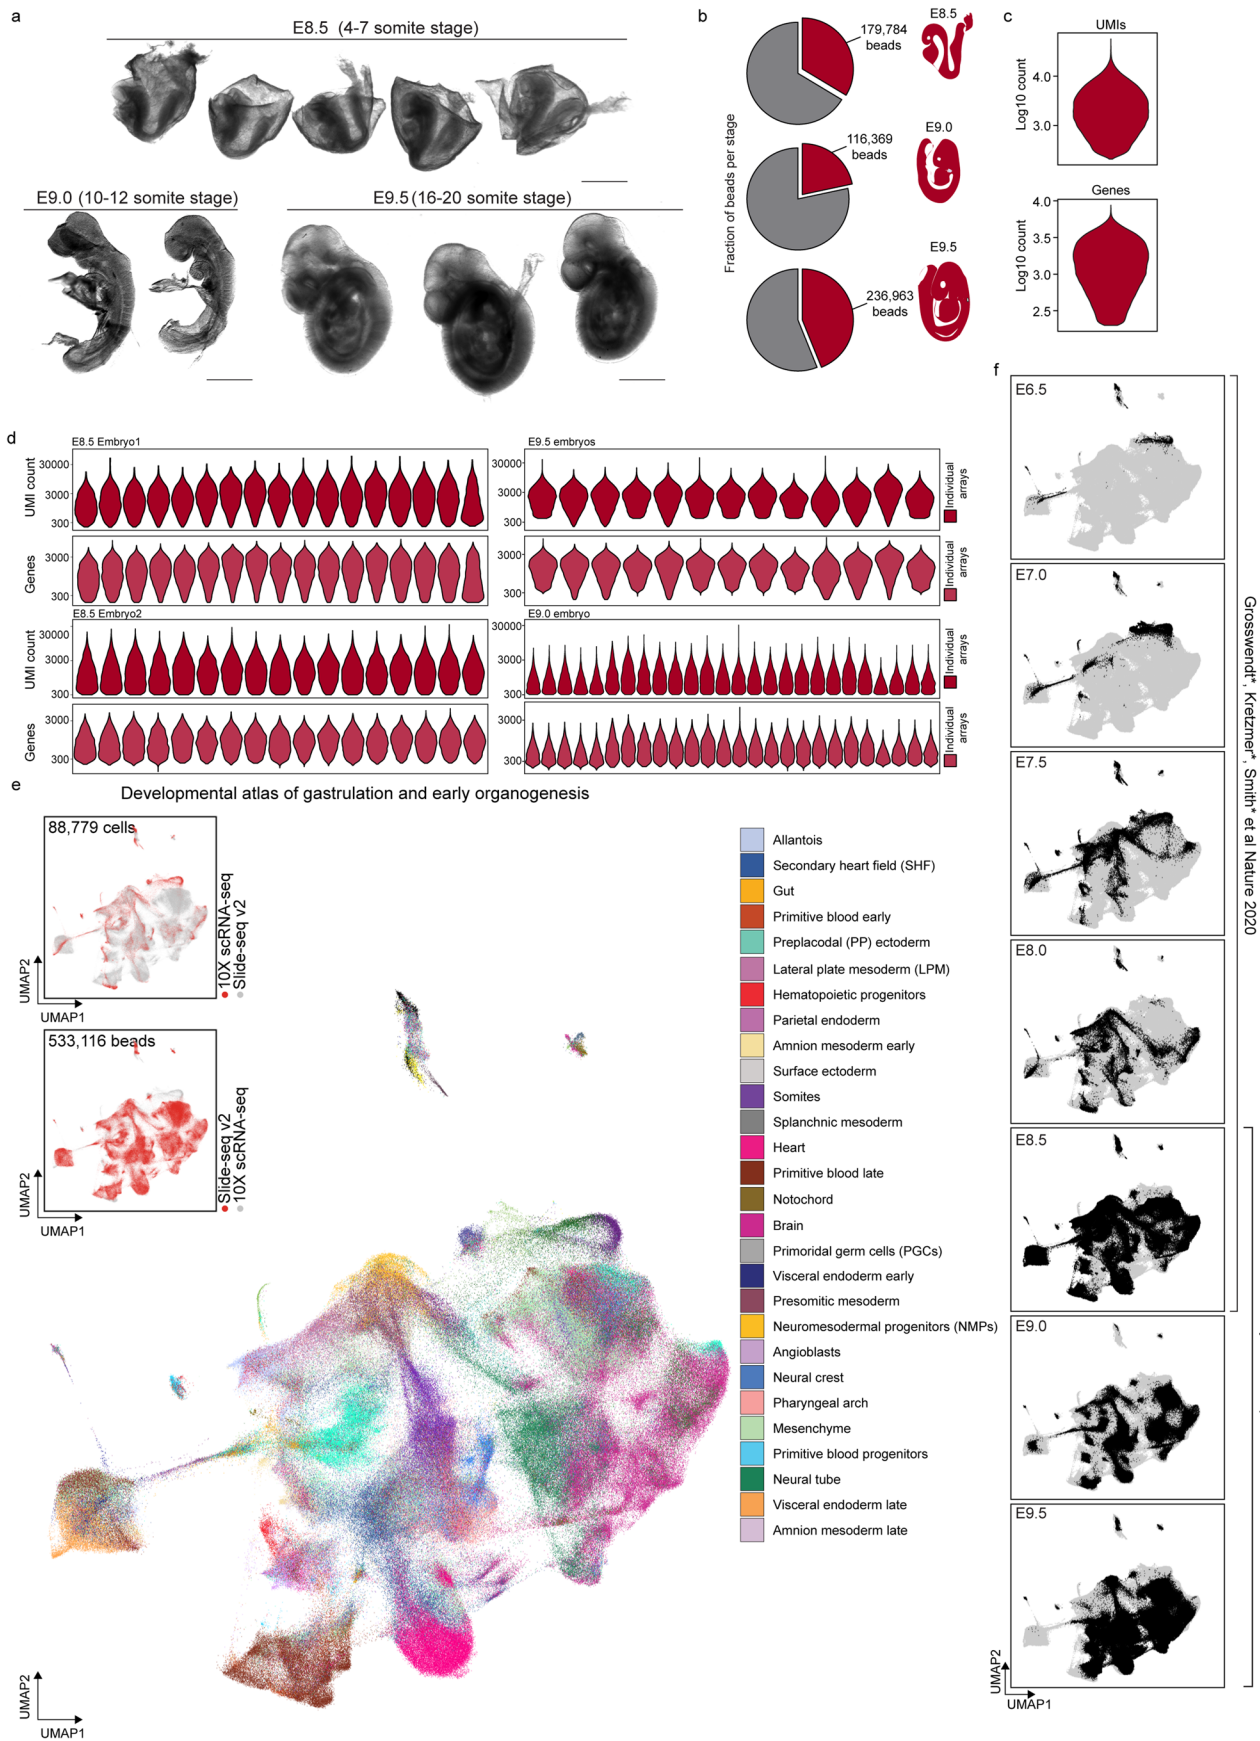 a
E8.5 (4-7 somite stage)
E9.0 (10-12 somite stage)
E9.5 (16-20 somite stage)
b
Fraction of beads per stage
179,784
beads
E8.5
116,369
beads
E9.0
236,963
beads
E9.5
c
UMIs
Log10 count
4.0
3.0
Genes
Log10 count
4.0
3.5
3.0
2.5
d
E8.5 Embryo1
UMI count
30000
3000
300
Genes
3000
300
E9.5 embryos
30000
3000
300
Individual
arrays
3000
300
Individual
arrays
E8.5 Embryo2
UMI count
30000
3000
300
Genes
3000
300
E9.0 embryo
30000
3000
300
Individual
arrays
3000
300
Individual
arrays
e
Developmental atlas of gastrulation and early organogenesis
88,779 cells
10X scRNA-seq
Slide-seq v2
UMAP2
UMAP1
533,116 beads
Slide-seq v2
10X scRNA-seq
UMAP2
UMAP1
UMAP2
UMAP1
Allantois
Secondary heart field (SHF)
Gut
Primitive blood early
Preplacodal (PP) ectoderm
Lateral plate mesoderm (LPM)
Hematopoietic progenitors
Parietal endoderm
Amnion mesoderm early
Surface ectoderm
Somites
Splanchnic mesoderm
Heart
Primitive blood late
Notochord
Brain
Primoridal germ cells (PGCs)
Visceral endoderm early
Presomitic mesoderm
Neuromesodermal progenitors (NMPs)
Angioblasts
Neural crest
Pharyngeal arch
Mesenchyme
Primitive blood progenitors
Neural tube
Visceral endoderm late
Amnion mesoderm late
f
E6.5
E7.0
E7.5
E8.0
E8.5
E9.0
E9.5
UMAP2
UMAP1
Grosswendt*, Kretzmer*, Smith* et al Nature 2020